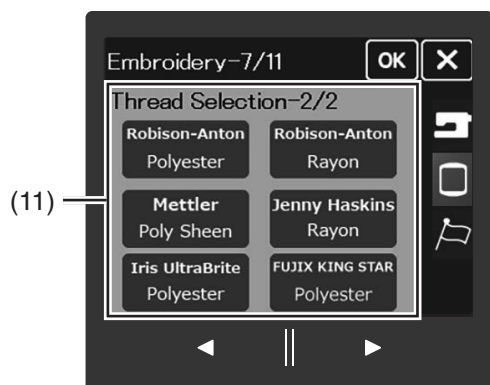 Embroidery-7/11
OK
Thread Selection-2/2
Robison-Anton
Polyester
Robison-Anton
Rayon
(11)
Mettler
Poly Sheen
Jenny Haskins
Rayon
Iris UltraBrite
Polyester
FUJIX KING STAR
Polyester